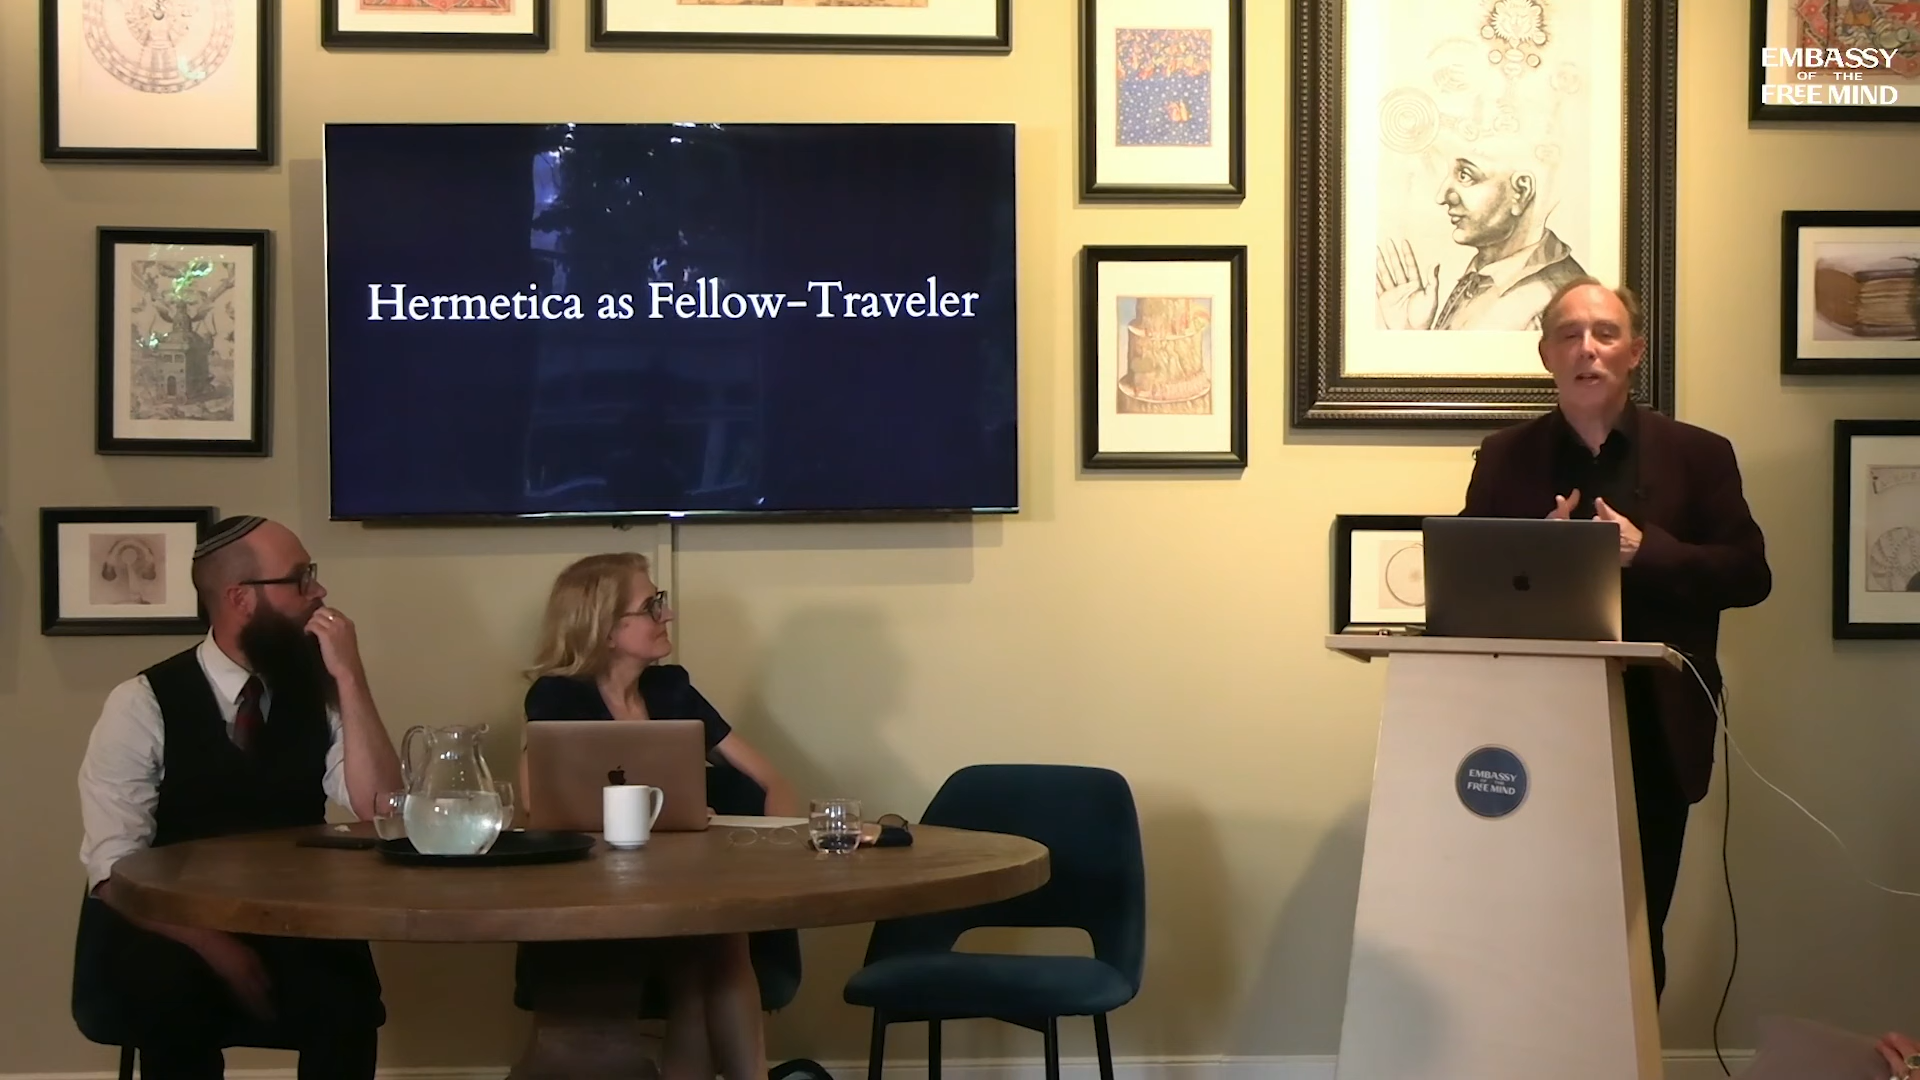 EMBASSY
OF THE
FREE MIND
Hermetica as Fellow-Traveler
EMBASSY
OF THE
FREE MIND